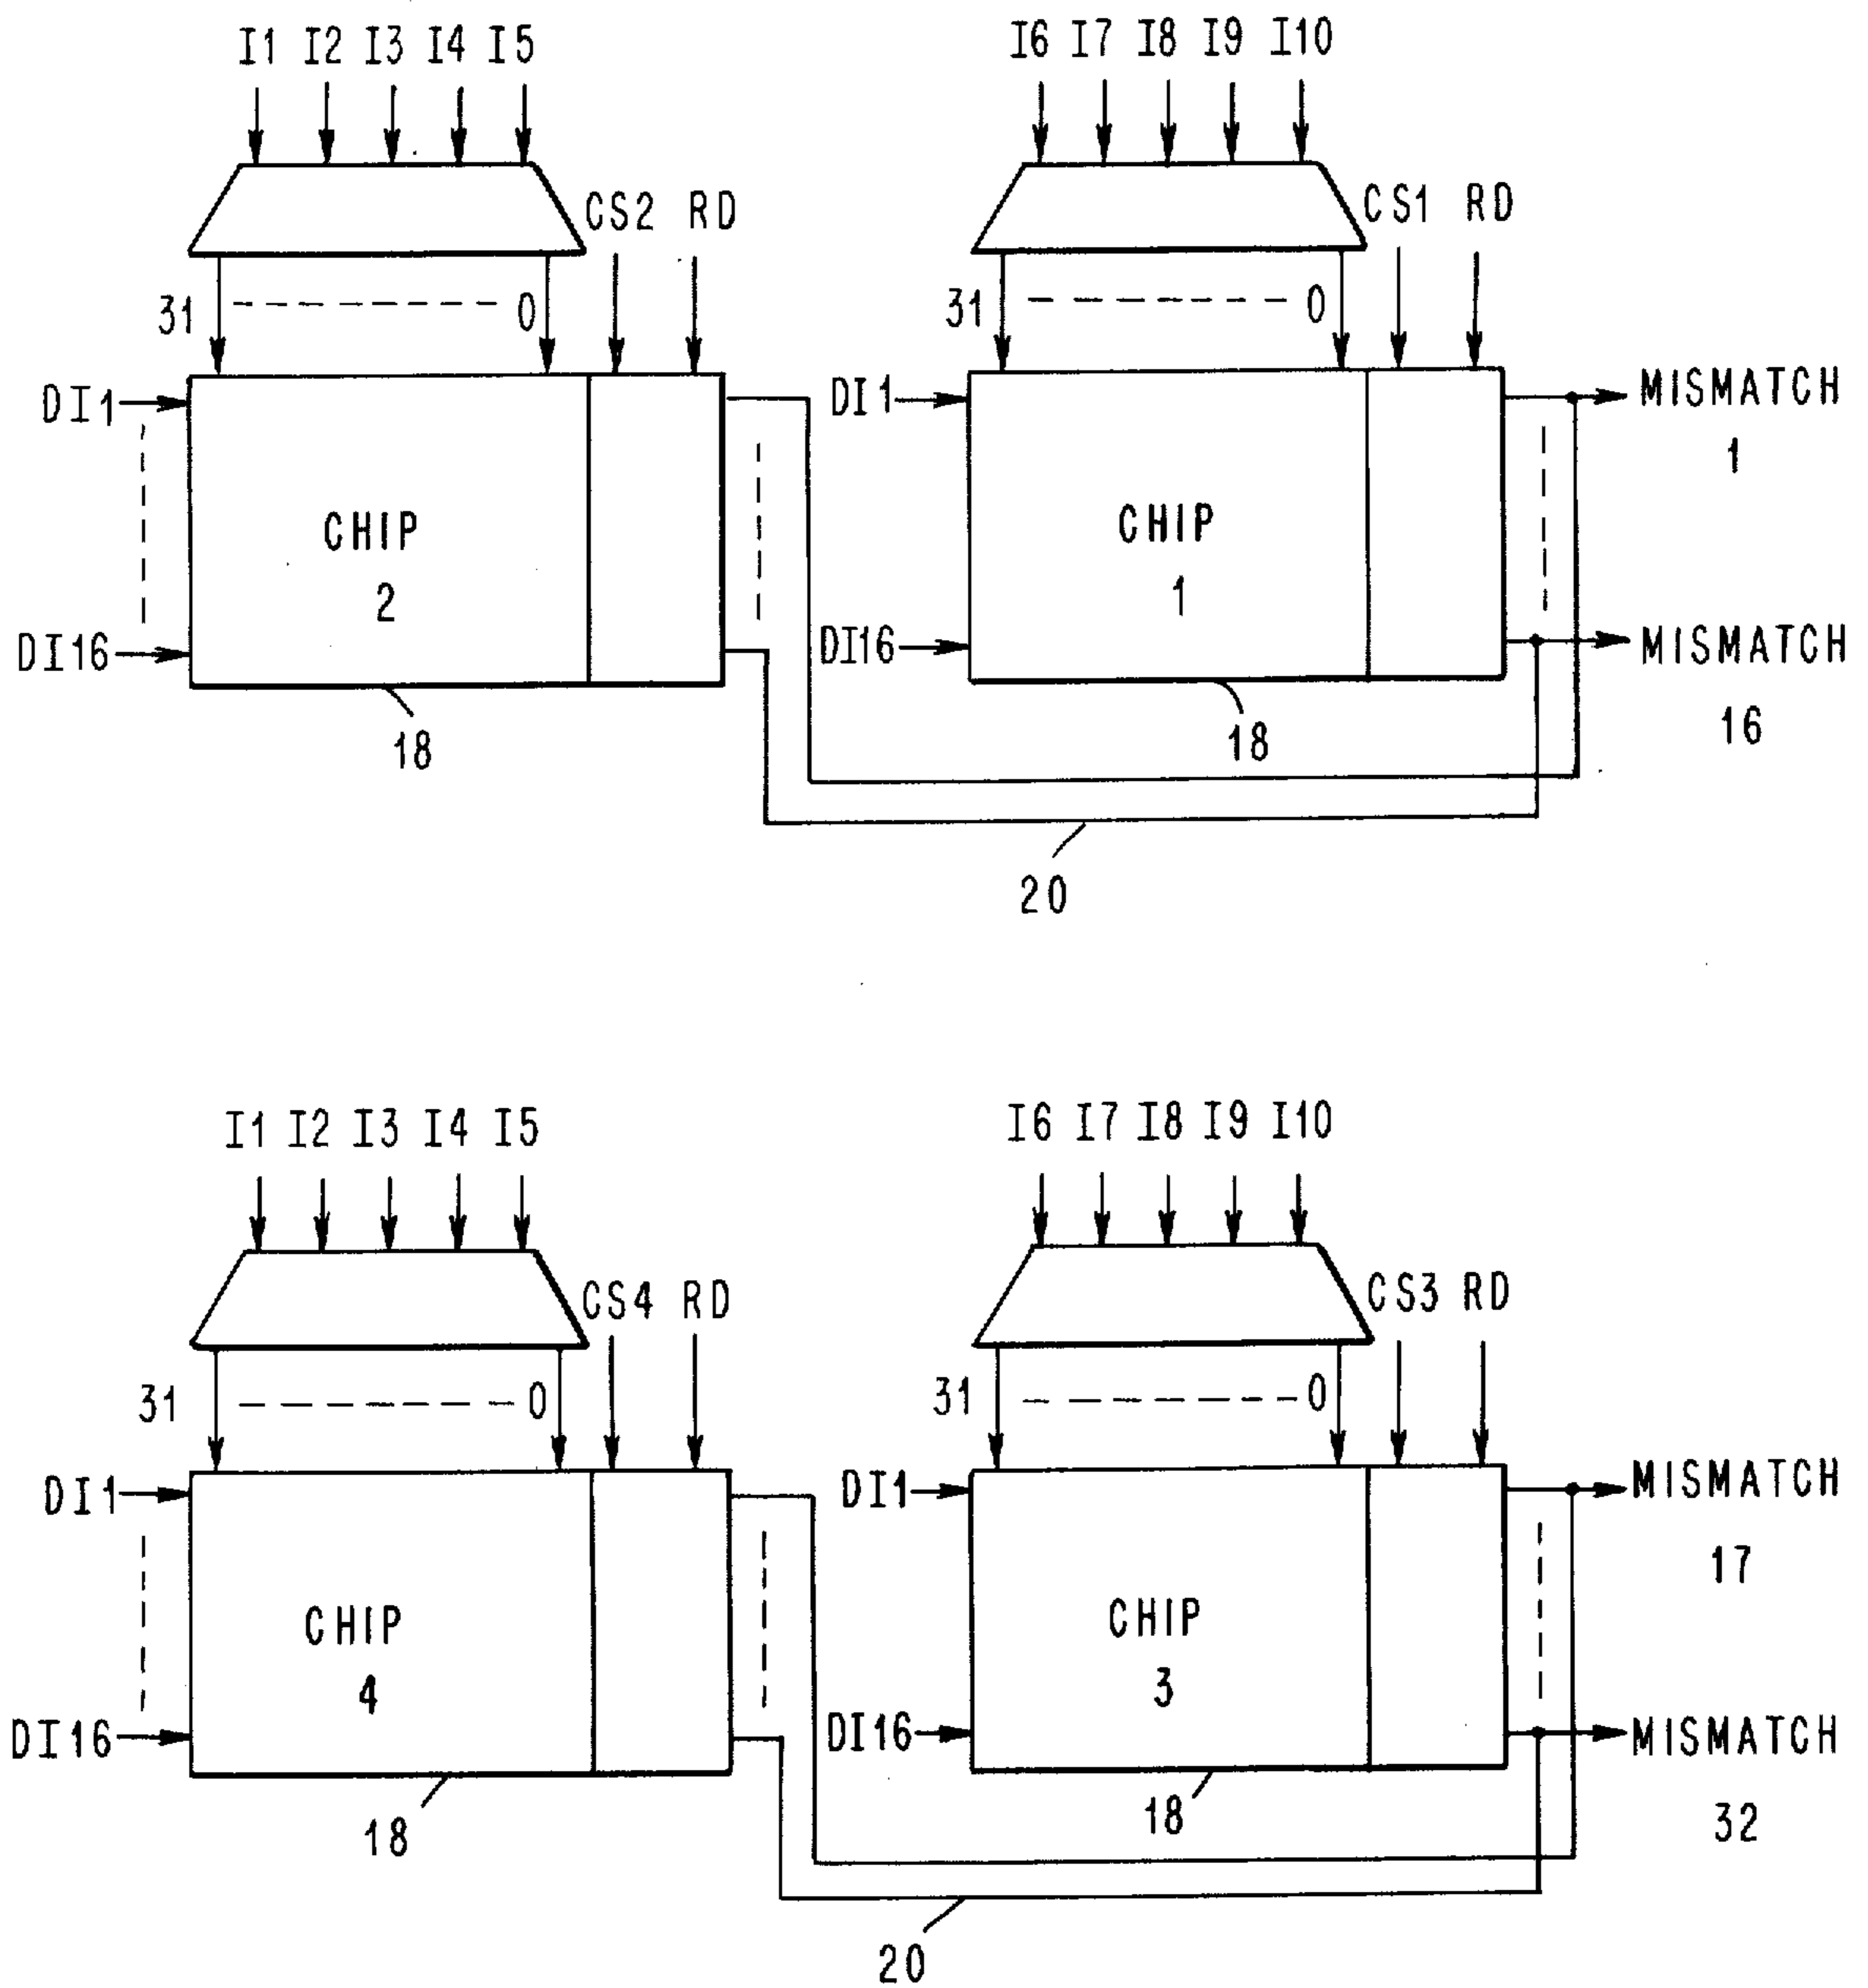 I1 I2 I3 I4 I5
I6 I7 I8 I9 I10
CS2 RD
CS1 RD
31 0
31 0
DI1
DI1
MISMATCH
1
CHIP
2
CHIP
1
DI16
DI16
MISMATCH
16
18
18
20
I1 I2 I3 I4 I5
I6 I7 I8 I9 I10
CS4 RD
CS3 RD
31 0
31 0
DI1
DI1
MISMATCH
17
CHIP
4
CHIP
3
DI16
DI16
MISMATCH
32
18
18
20